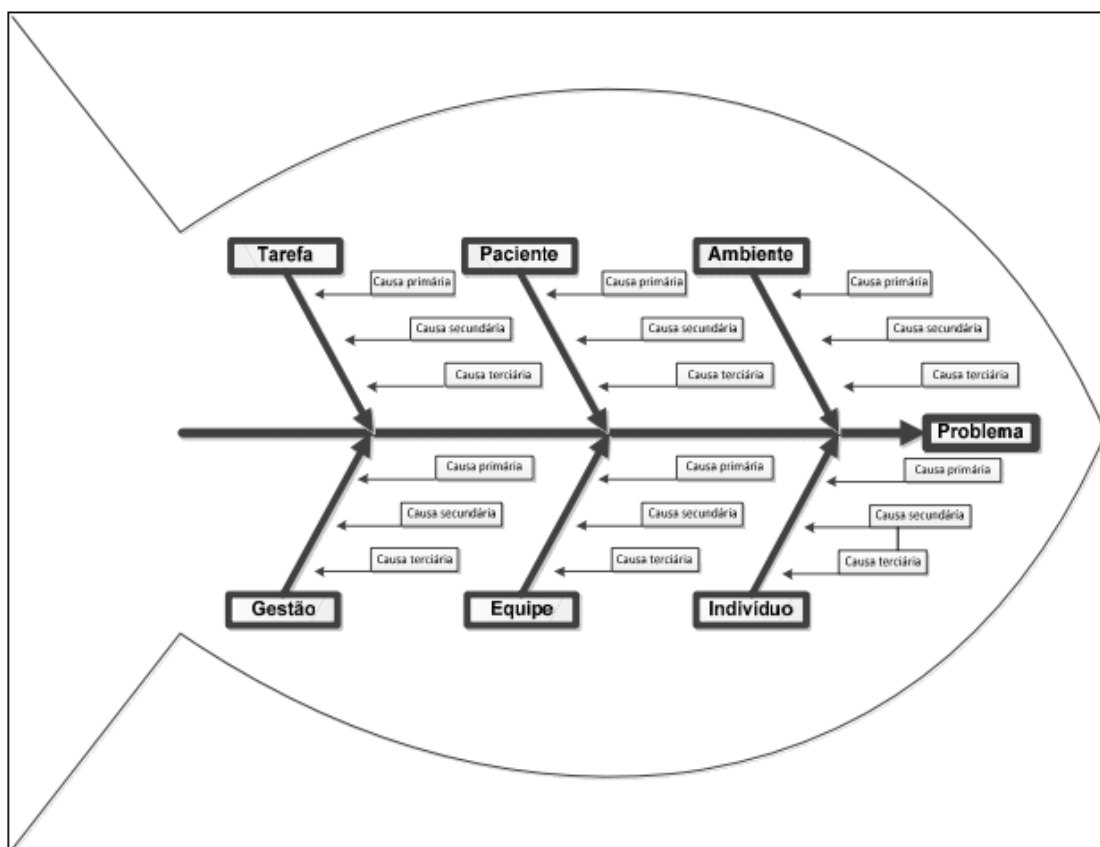 Tarefa
Paciente
Ambiente
Causa primária
Causa primária
Causa primária
Causa secundária
Causa secundária
Causa secundária
Causa terciária
Causa terciária
Causa terciária
Problema
Causa primária
Causa primária
Causa primária
Causa secundária
Causa secundária
Causa secundária
Causa terciária
Causa terciária
Causa terciária
Gestão
Equipe
Indivíduo